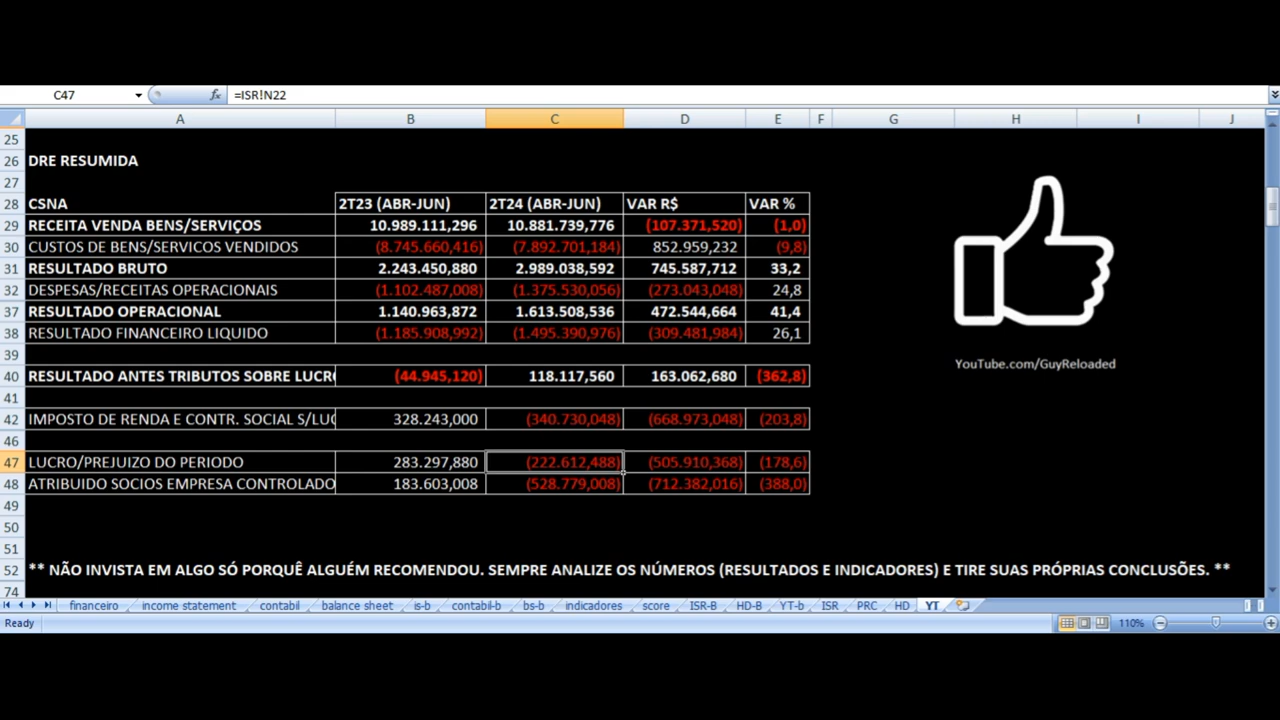 C47 fx =ISR!N22
A B C D E F G H I J
25
26 DRE RESUMIDA
27
28 CSNA 2T23 (ABR-JUN) 2T24 (ABR-JUN) VAR R$ VAR %
29 RECEITA VENDA BENS/SERVIÇOS 10.989.111,296 10.881.739,776 (107.371,520) (1,0)
30 CUSTOS DE BENS/SERVICOS VENDIDOS (8.745.660,416) (7.892.701,184) 852.959,232 (9,8)
31 RESULTADO BRUTO 2.243.450,880 2.989.038,592 745.587,712 33,2
32 DESPESAS/RECEITAS OPERACIONAIS (1.102.487,008) (1.375.530,056) (273.043,048) 24,8
37 RESULTADO OPERACIONAL 1.140.963,872 1.613.508,536 472.544,664 41,4
38 RESULTADO FINANCEIRO LIQUIDO (1.185.908,992) (1.495.390,976) (309.481,984) 26,1
39
40 RESULTADO ANTES TRIBUTOS SOBRE LUCRO (44.945,120) 118.117,560 163.062,680 (362,8)
41
42 IMPOSTO DE RENDA E CONTR. SOCIAL S/LUC 328.243,000 (340.730,048) (668.973,048) (203,8)
46
47 LUCRO/PREJUIZO DO PERIODO 283.297,880 (222.612,488) (505.910,368) (178,6)
48 ATRIBUIDO SOCIOS EMPRESA CONTROLADO 183.603,008 (528.779,008) (712.382,016) (388,0)
49
50
51
52 ** NÃO INVISTA EM ALGO SÓ PORQUÊ ALGUÉM RECOMENDOU. SEMPRE ANALIZE OS NÚMEROS (RESULTADOS E INDICADORES) E TIRE SUAS PRÓPRIAS CONCLUSÕES. **
74
YouTube.com/GuyReloaded
financeiro income statement contabil balance sheet is-b contabil-b bs-b indicadores score ISR-B HD-B YT-b ISR PRC HD YT
Ready 110%